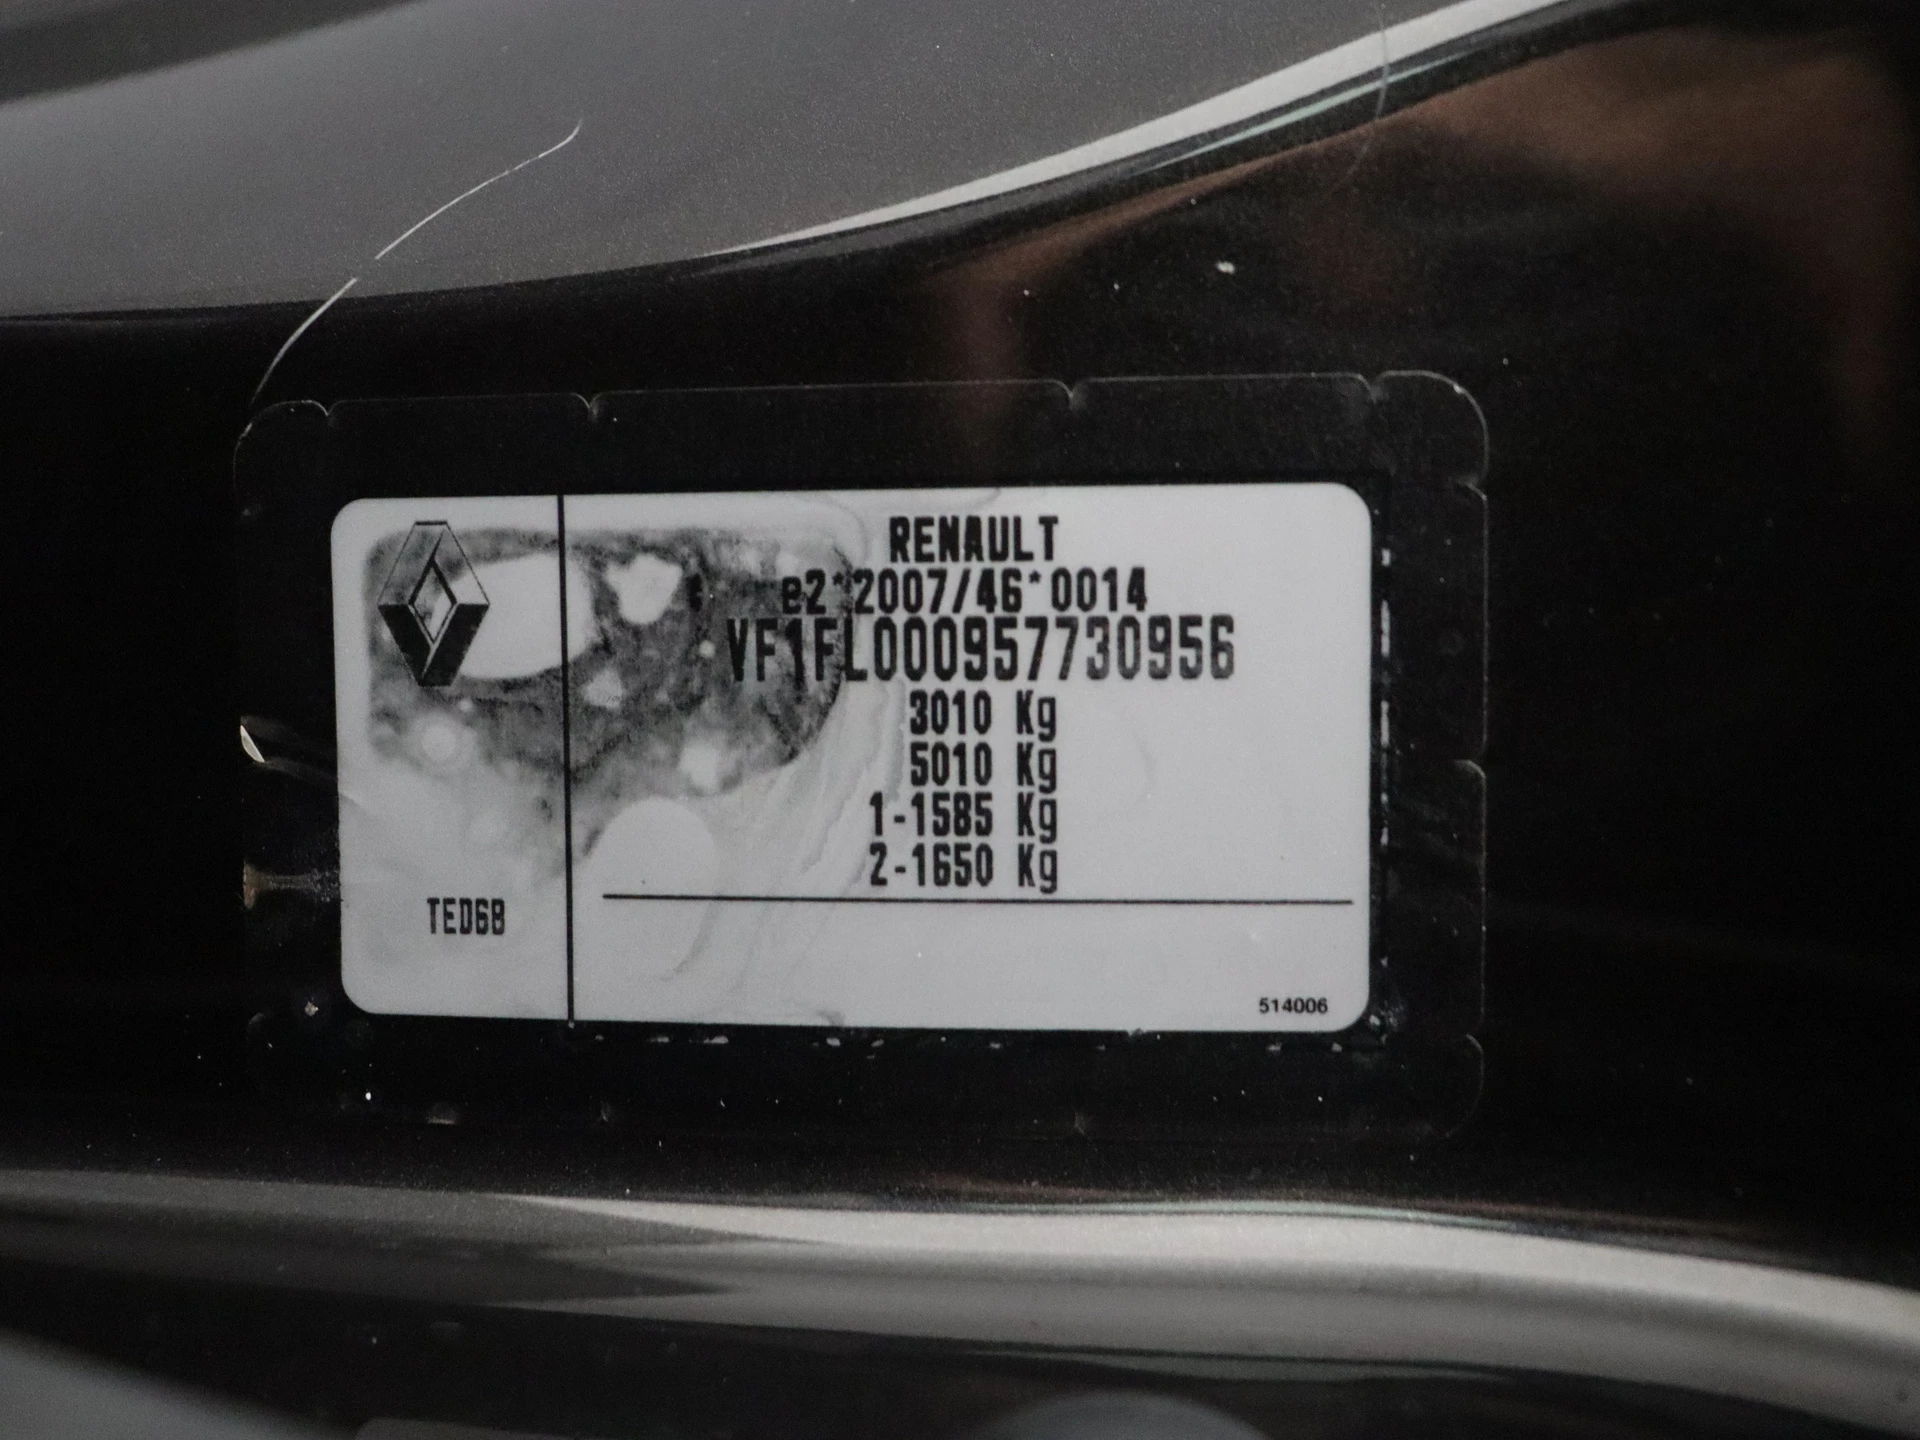 RENAULT
e2*2007/46*0014
VF1FL000957730956
3010 Kg
5010 Kg
1-1585 Kg
2-1650 Kg
TED68
514006